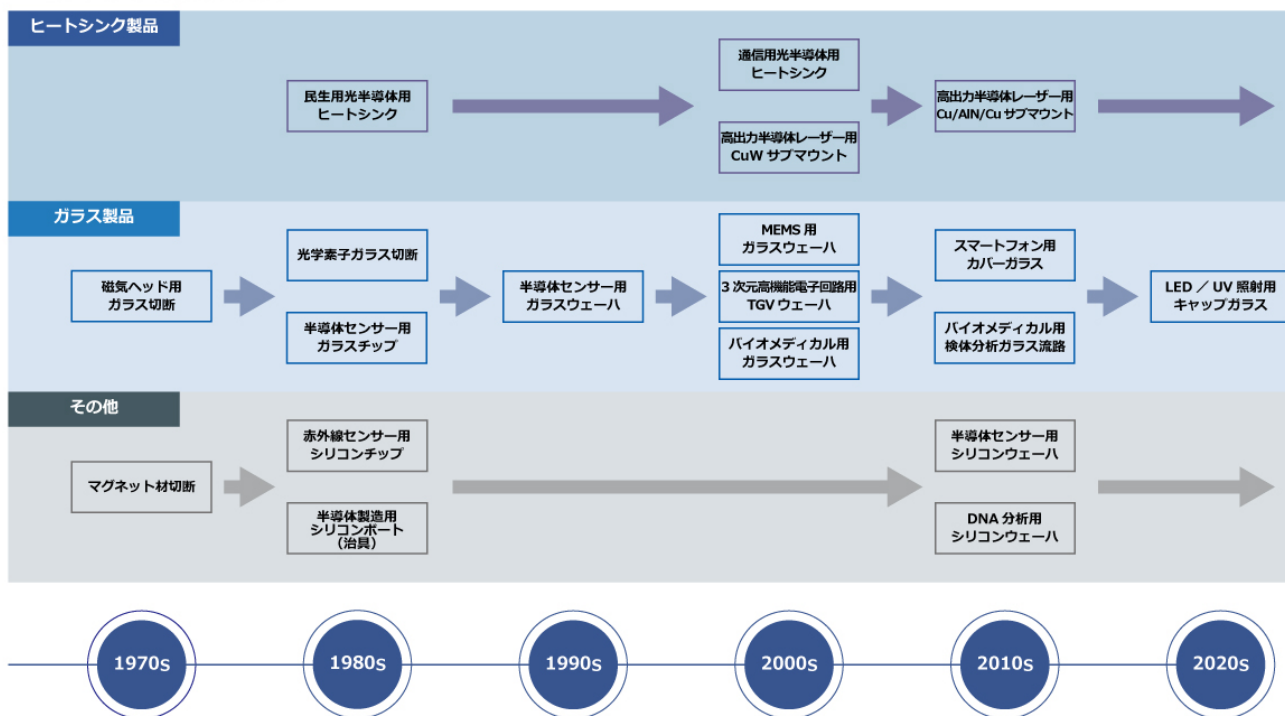 ヒートシンク製品
民生用光半導体用
ヒートシンク
通信用光半導体用
ヒートシンク
高出力半導体レーザー用
CuW サブマウント
高出力半導体レーザー用
Cu/AlN/Cu サブマウント
ガラス製品
磁気ヘッド用
ガラス切断
光学素子ガラス切断
半導体センサー用
ガラスチップ
半導体センサー用
ガラスウェーハ
MEMS 用
ガラスウェーハ
3 次元高機能電子回路用
TGV ウェーハ
バイオメディカル用
ガラスウェーハ
スマートフォン用
カバーガラス
バイオメディカル用
検体分析ガラス流路
LED ／ UV 照射用
キャップガラス
その他
マグネット材切断
赤外線センサー用
シリコンチップ
半導体製造用
シリコンボート
（治具）
半導体センサー用
シリコンウェーハ
DNA 分析用
シリコンウェーハ
1970s
1980s
1990s
2000s
2010s
2020s